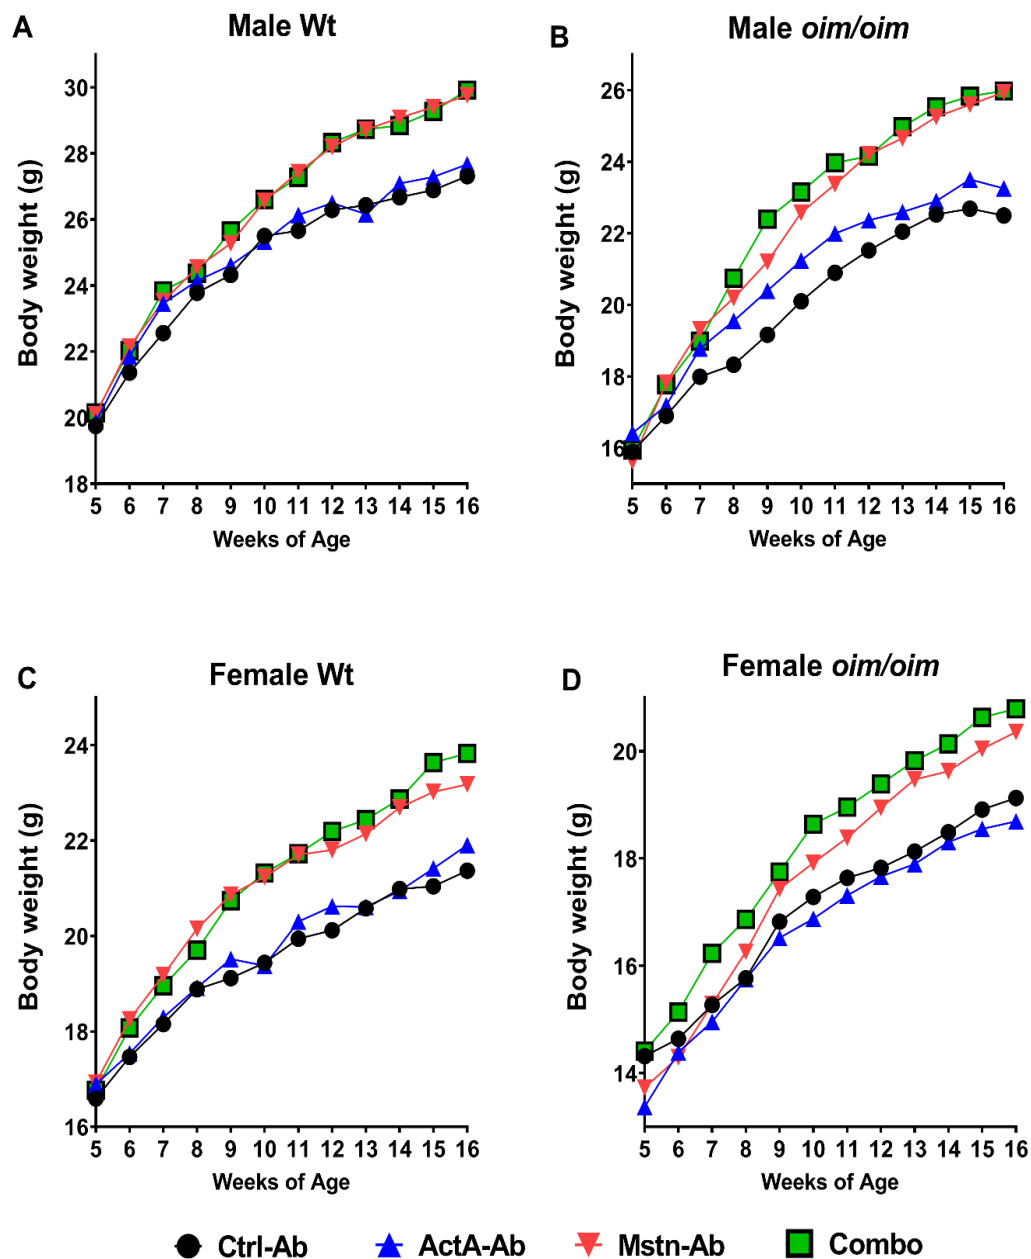 A
Male Wt
Body weight (g)
30
28
26
24
22
20
18
5 6 7 8 9 10 11 12 13 14 15 16
Weeks of Age
B
Male oim/oim
Body weight (g)
26
24
22
20
18
16
5 6 7 8 9 10 11 12 13 14 15 16
Weeks of Age
C
Female Wt
Body weight (g)
24
22
20
18
16
5 6 7 8 9 10 11 12 13 14 15 16
Weeks of Age
D
Female oim/oim
Body weight (g)
20
18
16
14
5 6 7 8 9 10 11 12 13 14 15 16
Weeks of Age
Ctrl-Ab ActA-Ab Mstn-Ab Combo